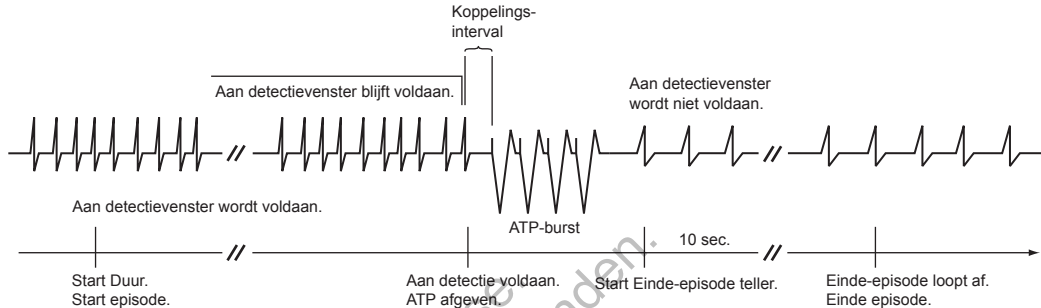 Koppelings-
interval
Aan detectievenster blijft voldaan.
Aan detectievenster
wordt niet voldaan.
Aan detectievenster wordt voldaan.
ATP-burst
10 sec.
Start Duur.
Start episode.
Aan detectie voldaan.
ATP afgeven.
Start Einde-episode teller.
Einde-episode loopt af.
Einde episode.